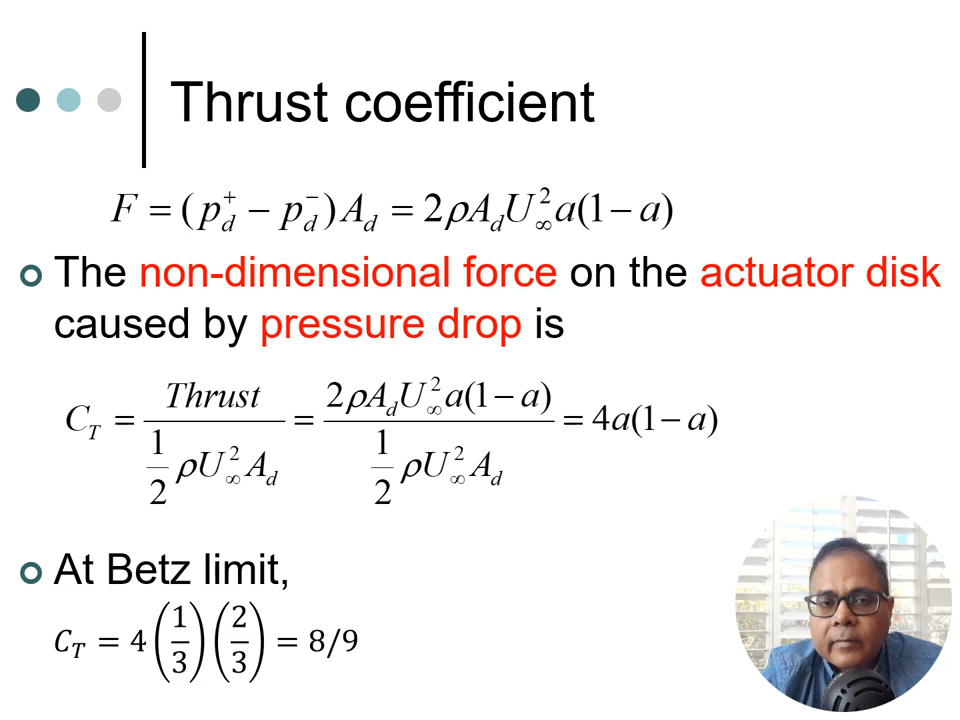 Thrust coefficient
F = (p_d^+ − p_d^−) A_d = 2ρA_d U_∞^2 a(1 − a)
The non-dimensional force on the actuator disk
caused by pressure drop is
C_T = Thrust / (1/2 ρU_∞^2 A_d) = 2ρA_d U_∞^2 a(1 − a) / (1/2 ρU_∞^2 A_d) = 4a(1 − a)
At Betz limit,
C_T = 4 (1/3) (2/3) = 8/9